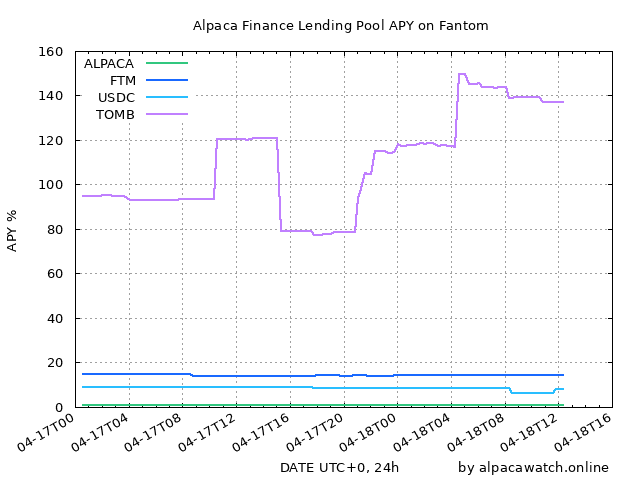 Alpaca Finance Lending Pool APY on Fantom
160
140
120
100
80
60
40
20
0
APY %
ALPACA
FTM
USDC
TOMB
04-17T00
04-17T04
04-17T08
04-17T12
04-17T16
04-17T20
04-18T00
04-18T04
04-18T08
04-18T12
04-18T16
DATE UTC+0, 24h
by alpacawatch.online